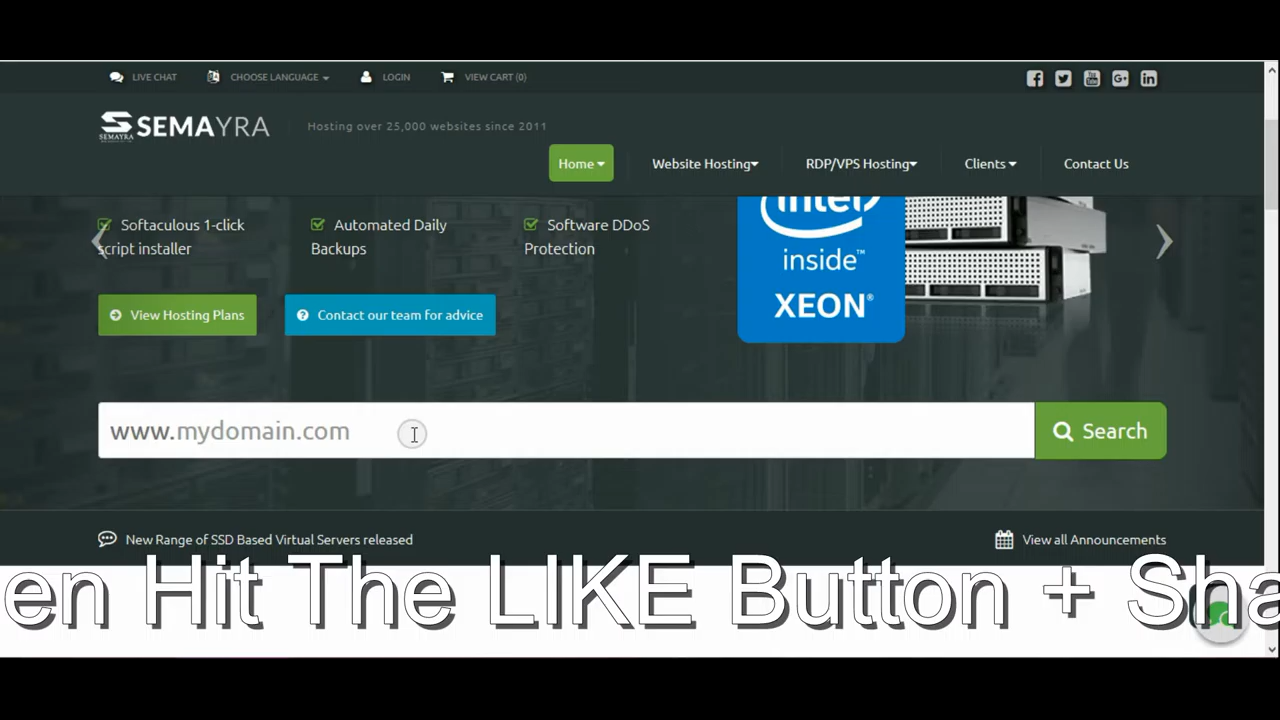 LIVE CHAT
CHOOSE LANGUAGE
LOGIN
VIEW CART (0)
SEMAYRA
SEMAYRA
Hosting over 25,000 websites since 2011
Home
Website Hosting
RDP/VPS Hosting
Clients
Contact Us
Softaculous 1-click
script installer
Automated Daily
Backups
Software DDoS
Protection
intel
inside™
XEON®
View Hosting Plans
Contact our team for advice
www.mydomain.com
Search
New Range of SSD Based Virtual Servers released
View all Announcements
en Hit The LIKE Button + Sha